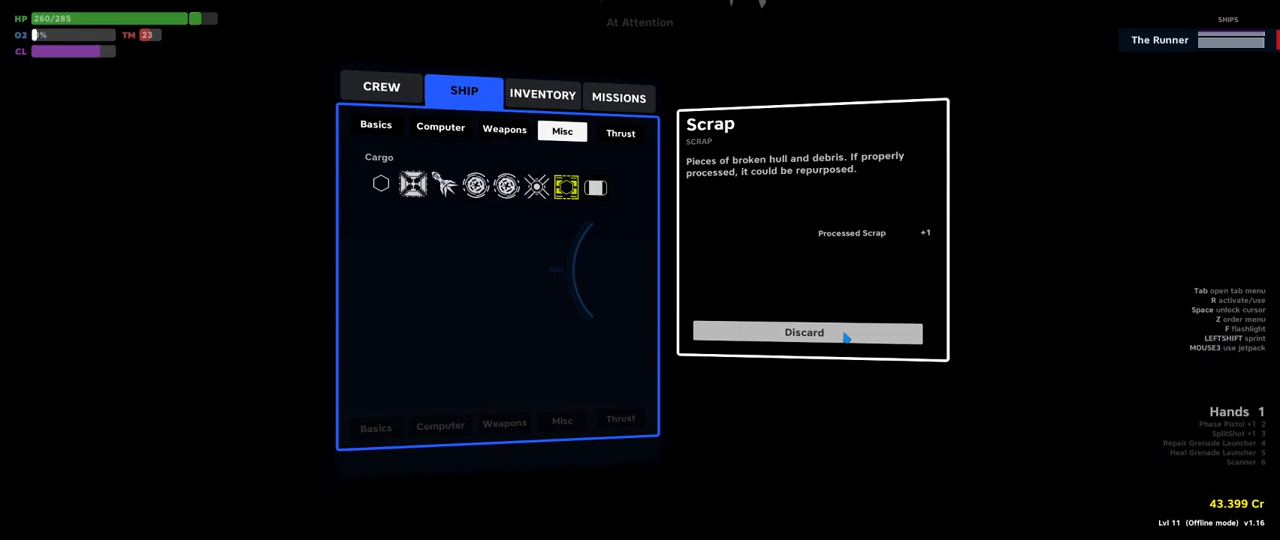 At Attention
HP 260/285
O2 %
TM 23
CL
SHIPS
The Runner
CREW SHIP INVENTORY MISSIONS
Basics Computer Weapons Misc Thrust
Cargo
Scrap
SCRAP
Pieces of broken hull and debris. If properly
processed, it could be repurposed.
Processed Scrap +1
Discard
Basics Computer Weapons Misc Thrust
Tab open tab menu
R activate/use
Space unlock cursor
Z order menu
F flashlight
LEFTSHIFT sprint
MOUSE3 use jetpack
Hands 1
Phase Pistol +1 2
SplitShot +1 3
Repair Grenade Launcher 4
Heal Grenade Launcher 5
Scanner 6
43.399 Cr
Lvl 11 (Offline mode) v1.16